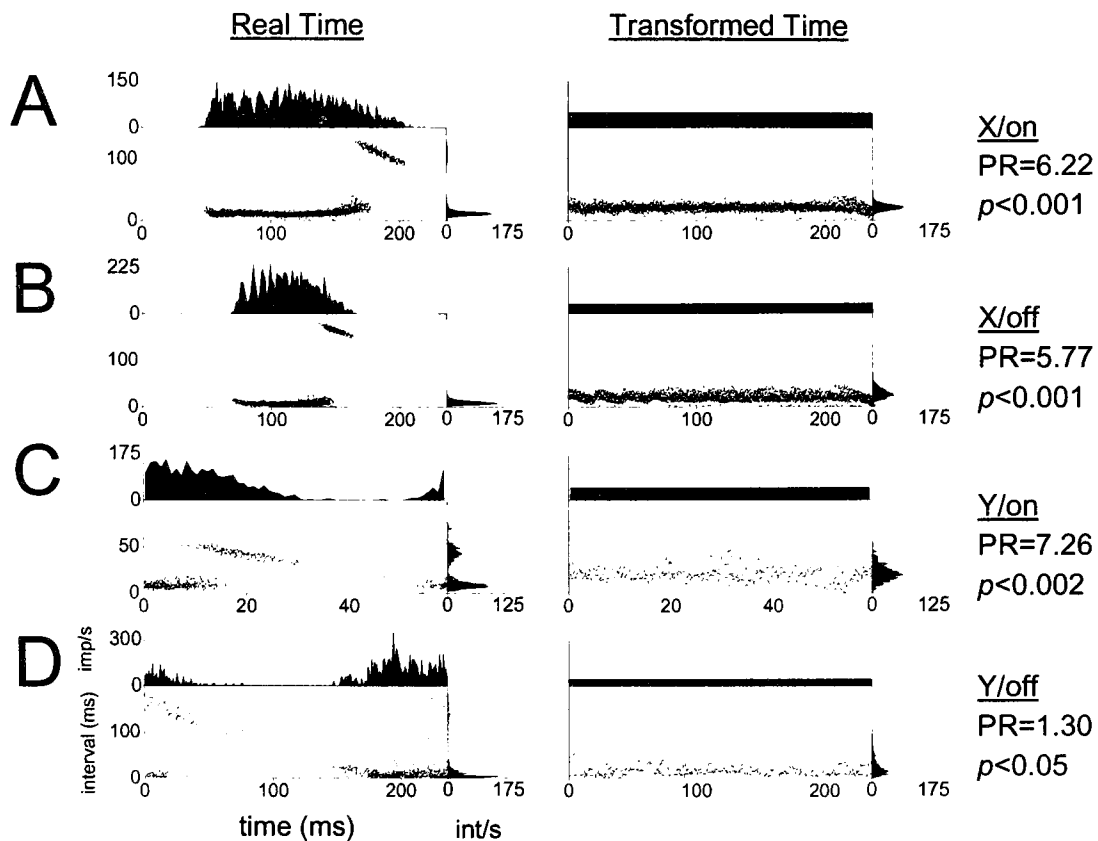 Real Time
Transformed Time
A
150
0
100
0
0
100
200
0
175
0
100
200
0
175
X/on
PR=6.22
p<0.001
B
225
0
100
0
0
100
200
0
175
0
100
200
0
175
X/off
PR=5.77
p<0.001
C
175
0
50
0
0
20
40
0
125
0
20
40
0
125
Y/on
PR=7.26
p<0.002
D
300
0
imp/s
100
0
interval (ms)
0
100
200
0
175
0
100
200
0
175
Y/off
PR=1.30
p<0.05
time (ms)
int/s